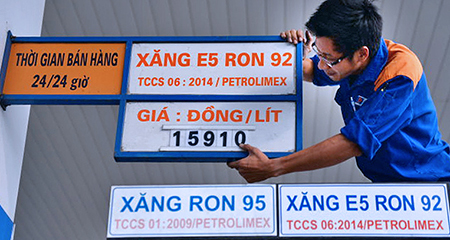 THỜI GIAN BÁN HÀNG
24/24 giờ
XĂNG E5 RON 92
TCCS 06 : 2014 / PETROLIMEX
GIÁ : ĐỒNG/LÍT
15910
XĂNG RON 95
TCCS 01:2009/PETROLIMEX
XĂNG E5 RON 92
TCCS 06:2014/PETROLIMEX